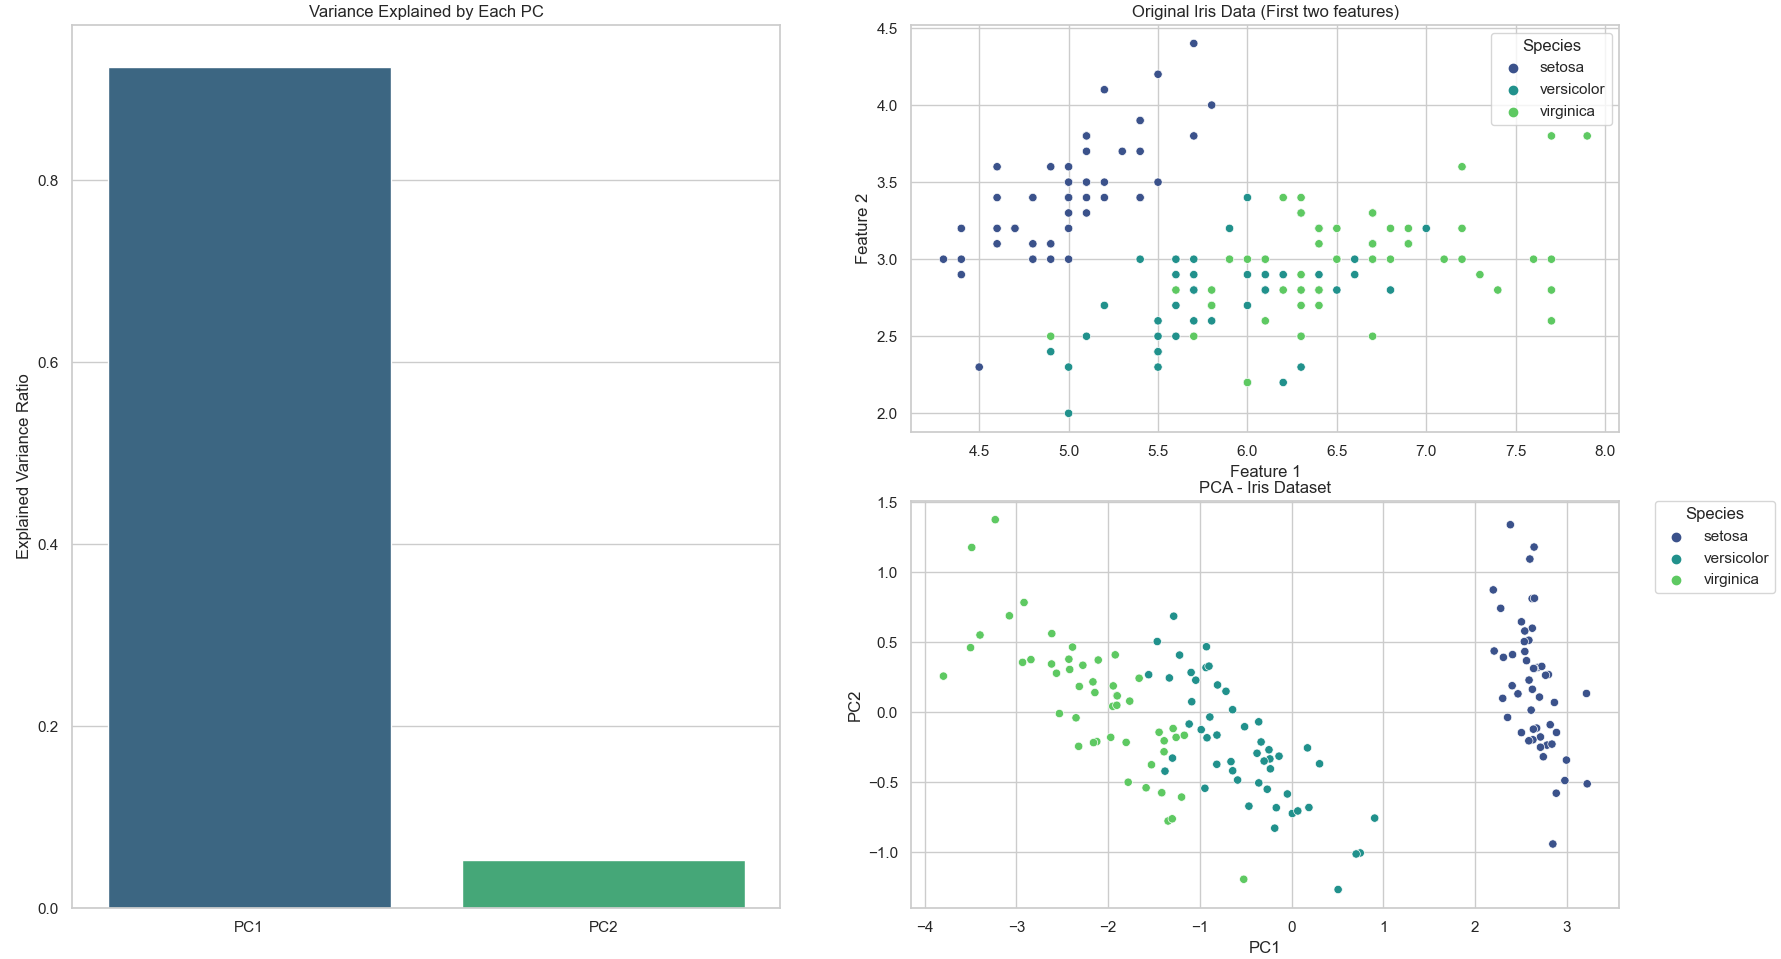 Variance Explained by Each PC
Explained Variance Ratio
0.8
0.6
0.4
0.2
0.0
PC1
PC2
Original Iris Data (First two features)
Feature 2
4.5
4.0
3.5
3.0
2.5
2.0
Species
setosa
versicolor
virginica
4.5 5.0 5.5 6.0 6.5 7.0 7.5 8.0
Feature 1
PCA - Iris Dataset
PC2
1.5
1.0
0.5
0.0
−0.5
−1.0
−4 −3 −2 −1 0 1 2 3
PC1
Species
setosa
versicolor
virginica